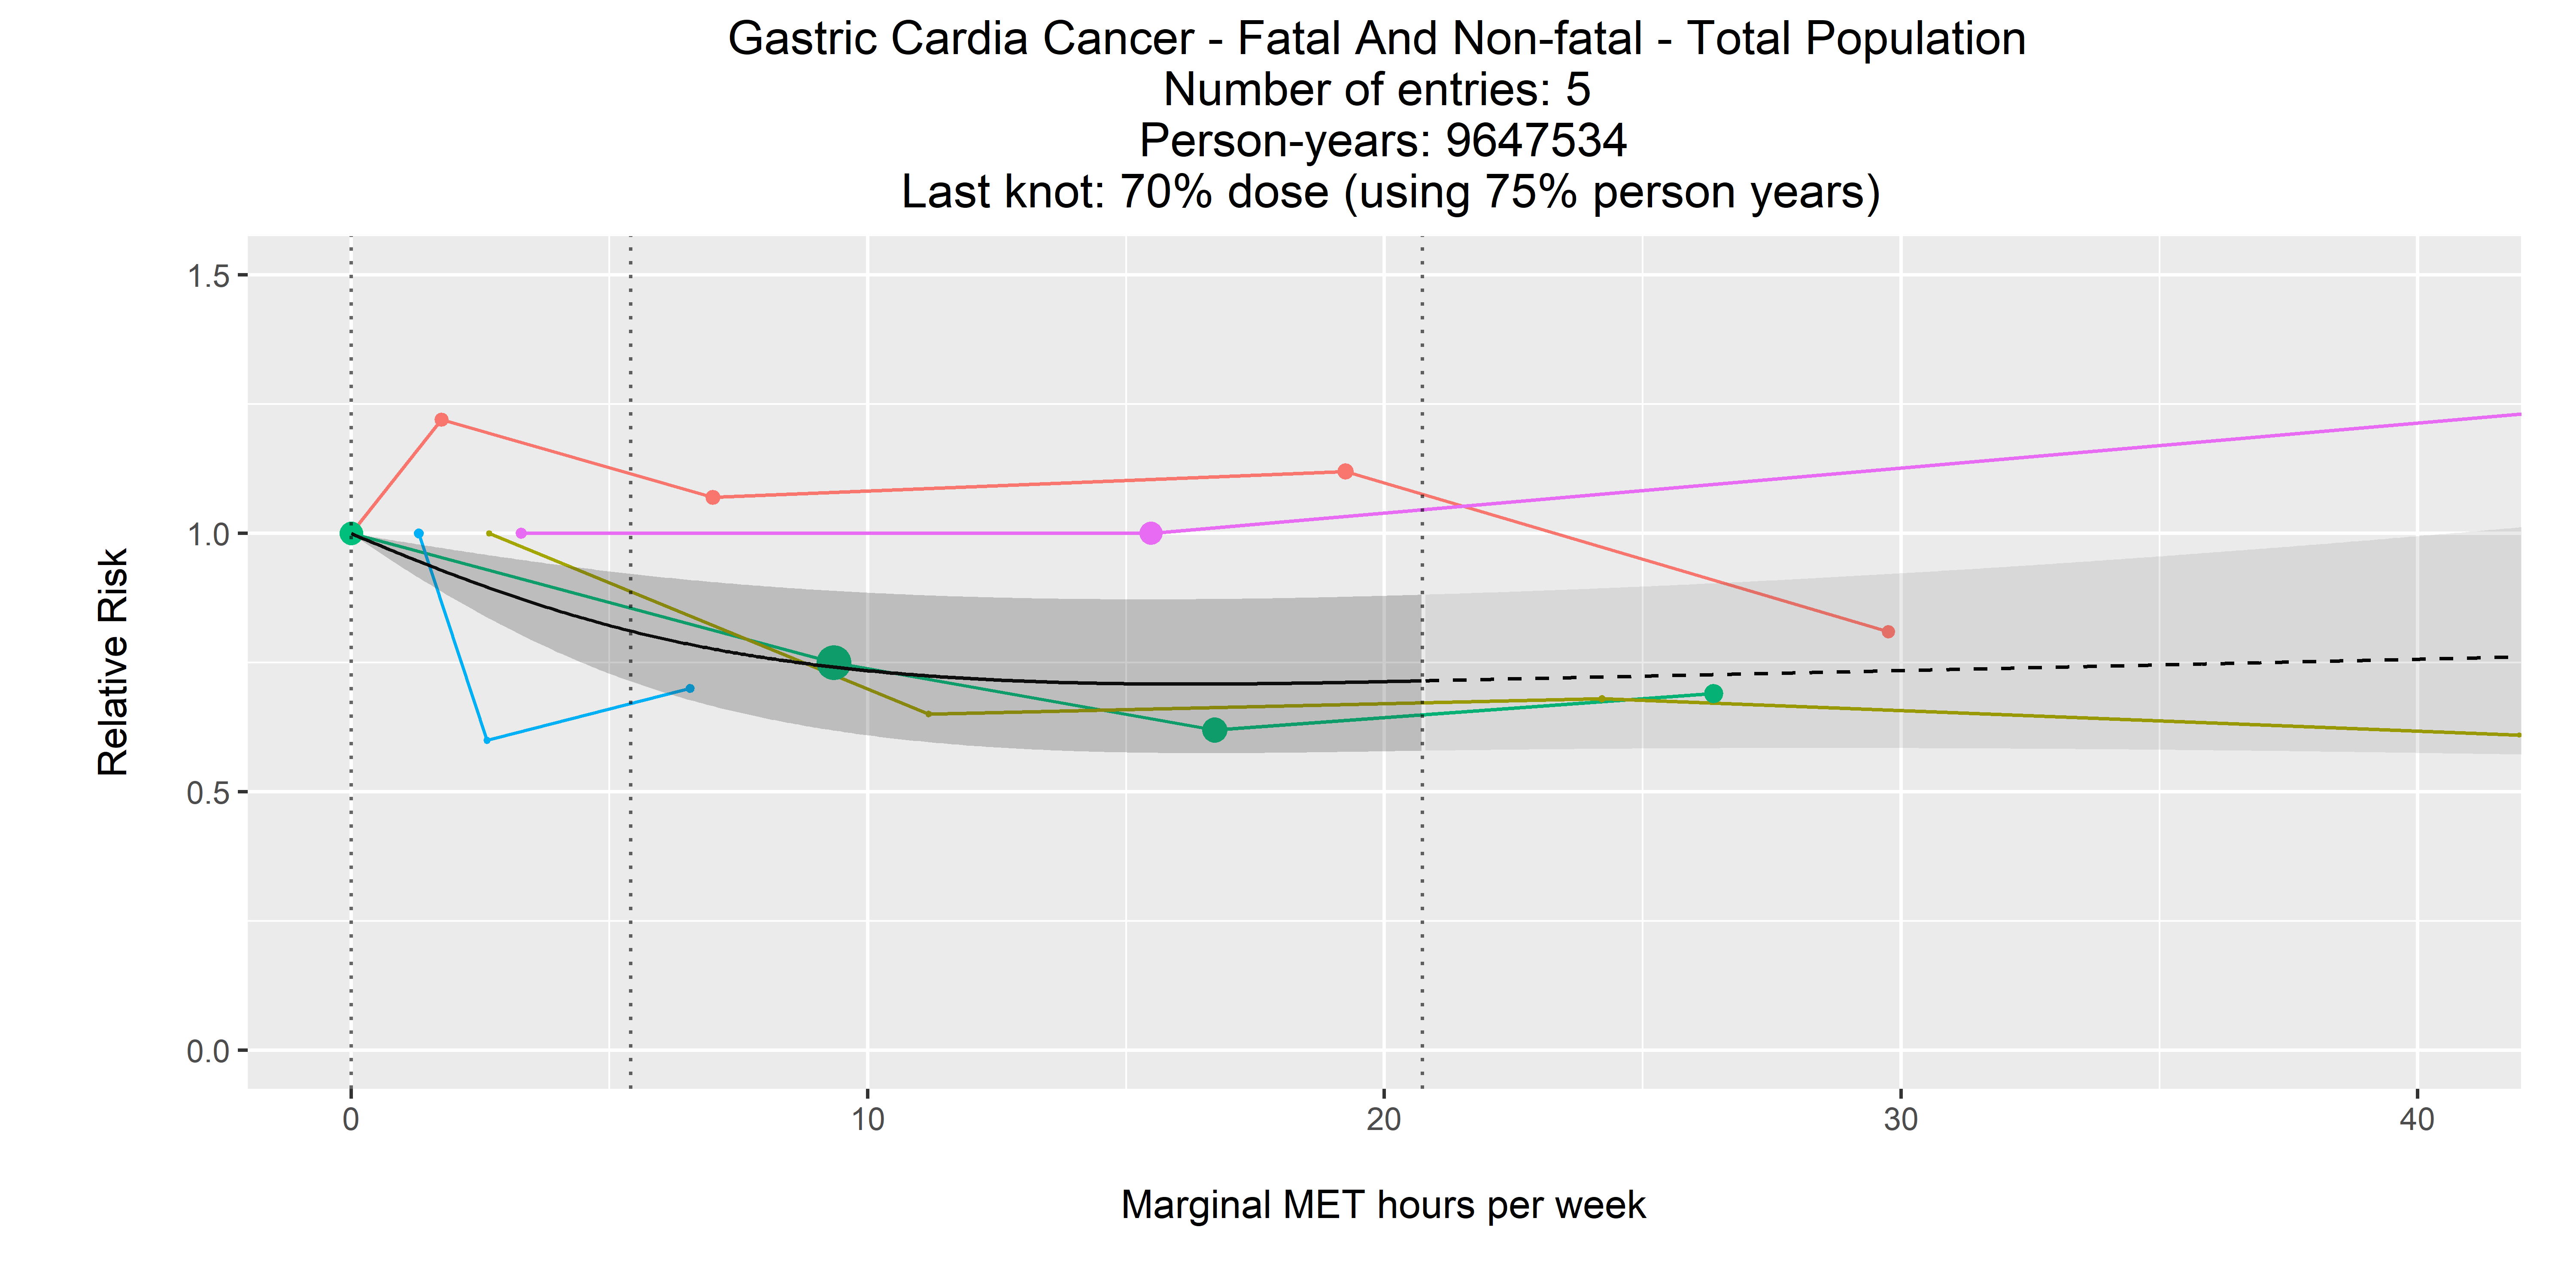 Gastric Cardia Cancer - Fatal And Non-fatal - Total Population
Number of entries: 5
Person-years: 9647534
Last knot: 70% dose (using 75% person years)
Relative Risk
1.5
1.0
0.5
0.0
0 10 20 30 40
Marginal MET hours per week